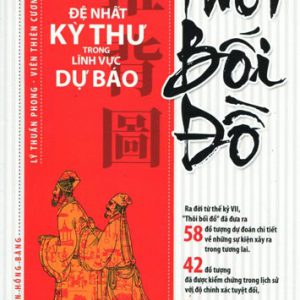 ĐỆ NHẤT
KỲ THƯ
TRONG
LĨNH VỰC
DỰ BÁO
LÝ THUẦN PHONG - VIÊN THIÊN CƯƠNG
Bối
Đồ
圖
Ra đời từ thế kỷ VII,
"Thôi bối đồ" đã đưa ra
58 đồ tượng dự đoán chi tiết
về những sự kiện xảy ra
trong tương lai.
42 đồ tượng
đã được kiểm chứng trong lịch sử
với độ chính xác tuyệt đối,